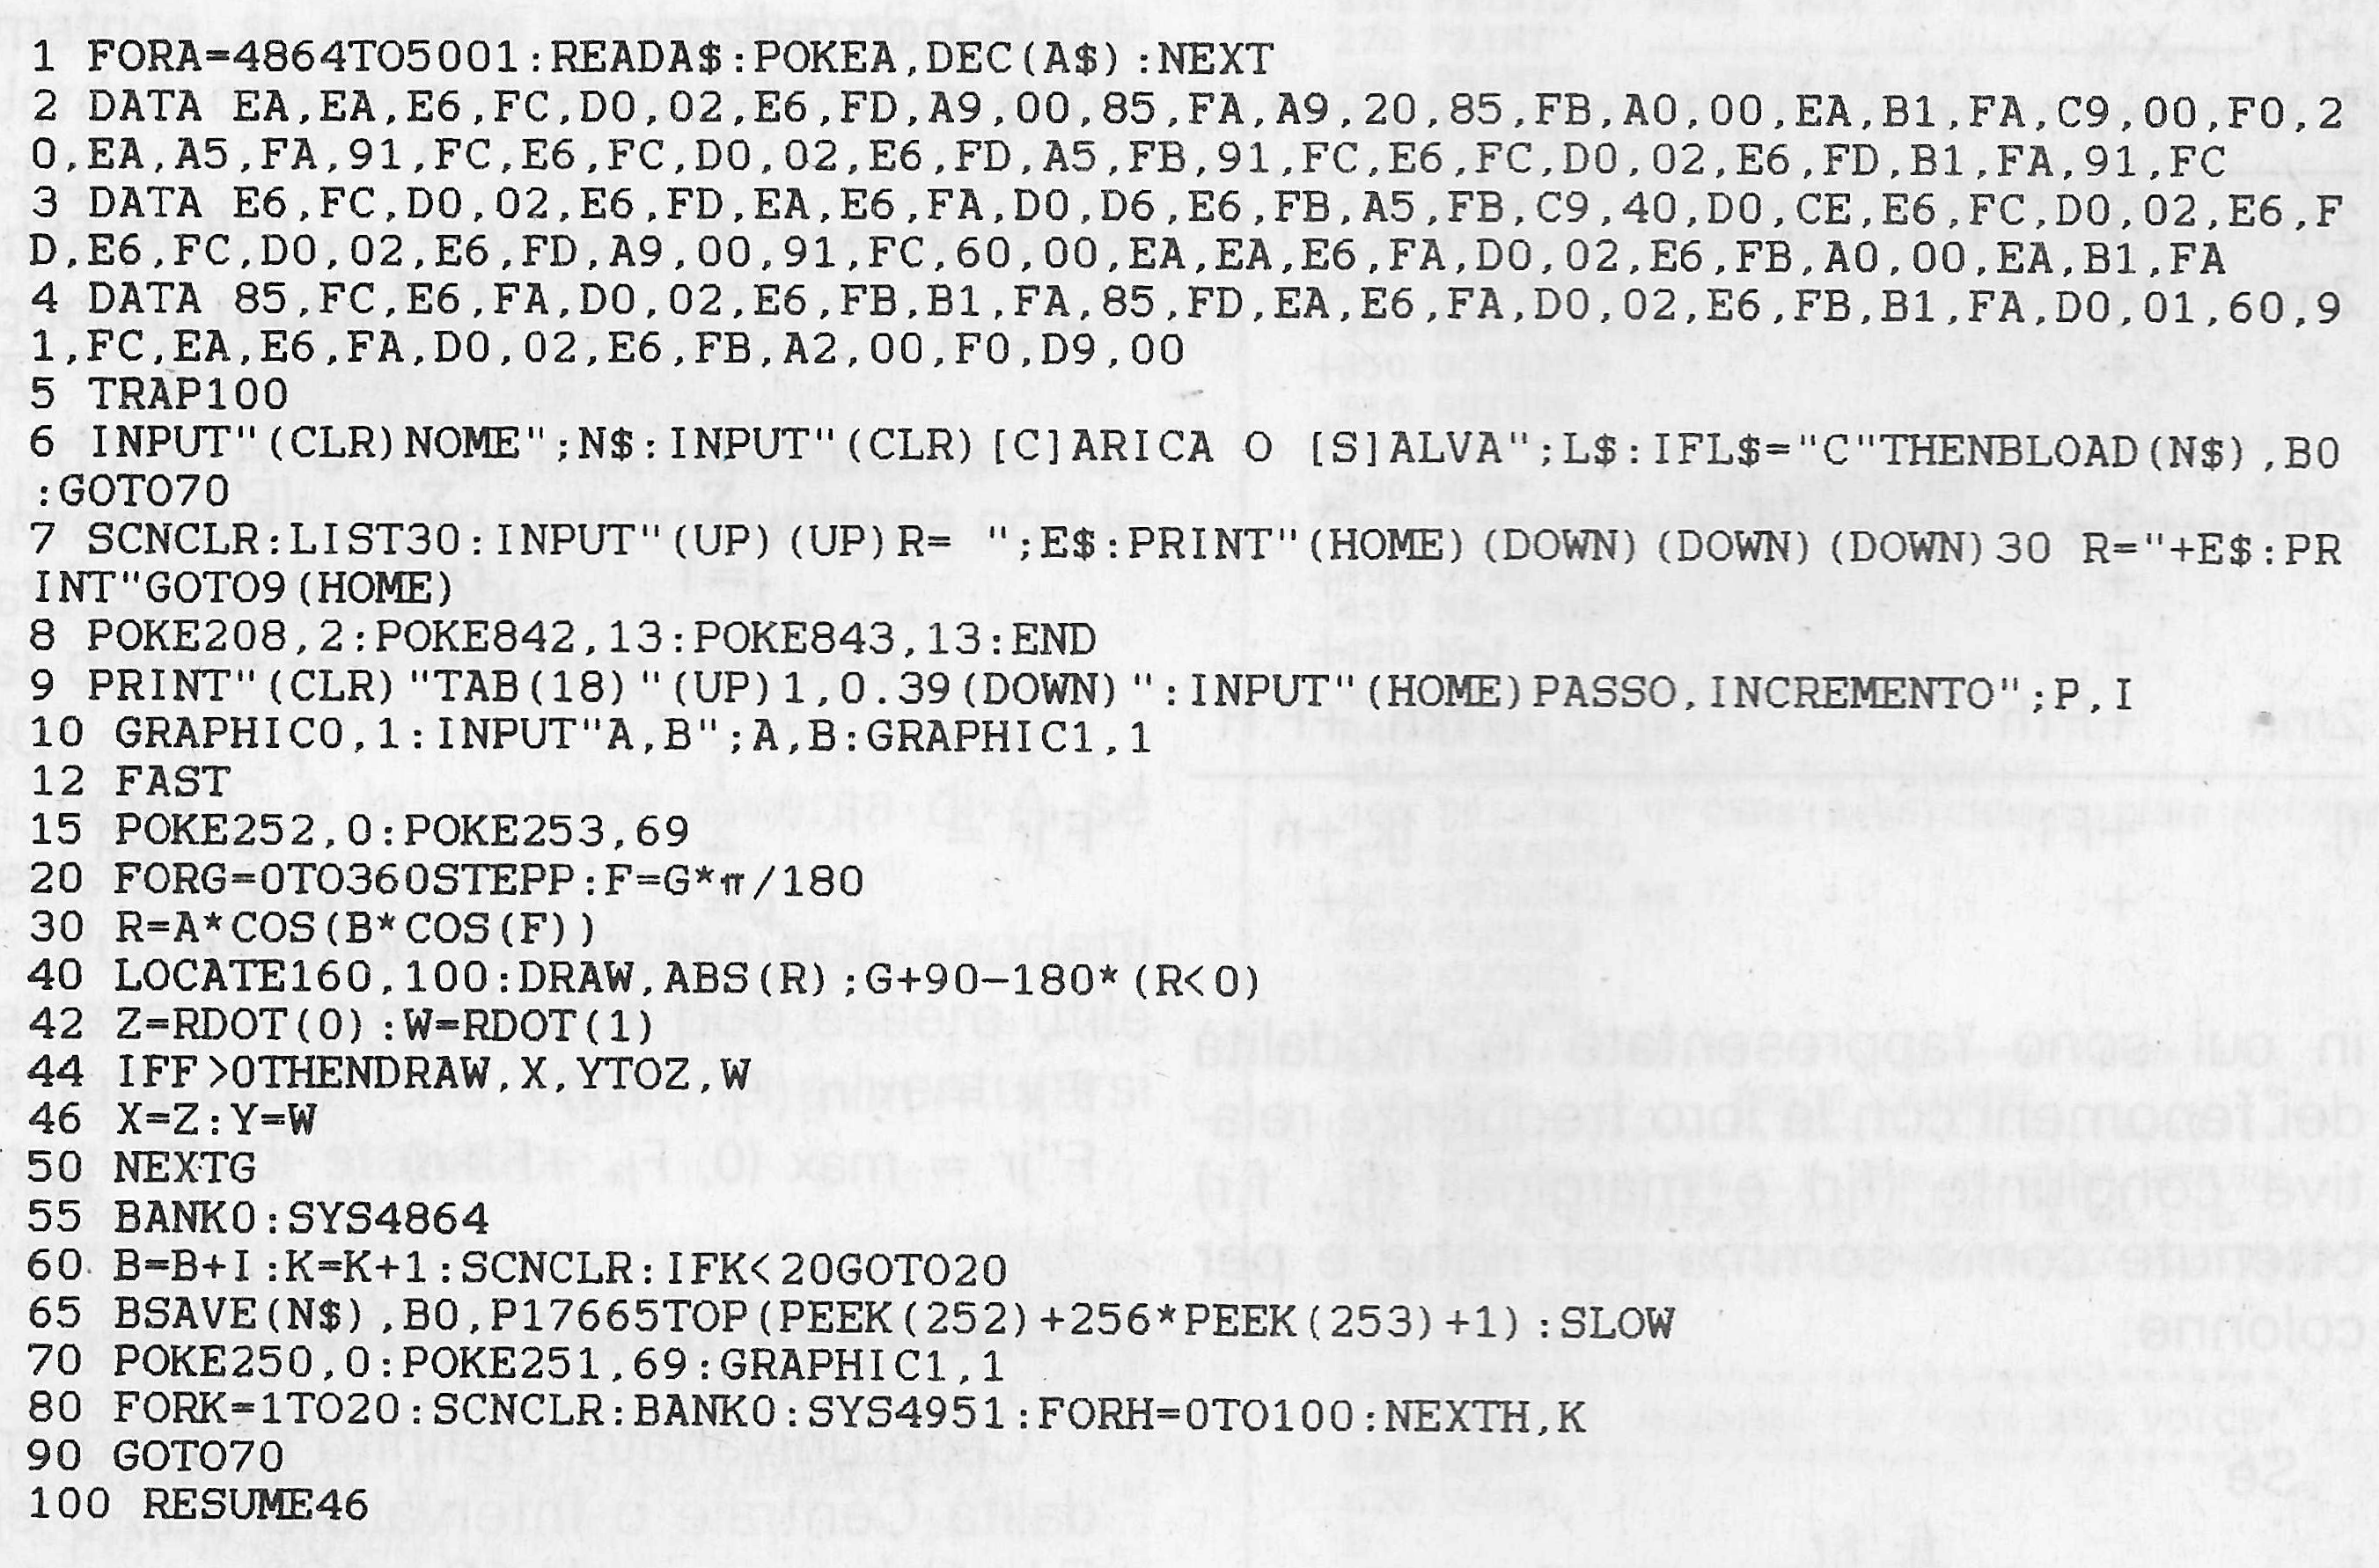 1 FORA=4864TO5001:READA$:POKEA,DEC(A$):NEXT
2 DATA EA,EA,E6,FC,D0,02,E6,FD,A9,00,85,FA,A9,20,85,FB,A0,00,EA,B1,FA,C9,00,F0,2
0,EA,A5,FA,91,FC,E6,FC,D0,02,E6,FD,A5,FB,91,FC,E6,FC,D0,02,E6,FD,B1,FA,91,FC
3 DATA E6,FC,D0,02,E6,FD,EA,E6,FA,D0,D6,E6,FB,A5,FB,C9,40,D0,CE,E6,FC,D0,02,E6,F
D,E6,FC,D0,02,E6,FD,A9,00,91,FC,60,00,EA,EA,E6,FA,D0,02,E6,FB,A0,00,EA,B1,FA
4 DATA 85,FC,E6,FA,D0,02,E6,FB,B1,FA,85,FD,EA,E6,FA,D0,02,E6,FB,B1,FA,D0,01,60,9
1,FC,EA,E6,FA,D0,02,E6,FB,A2,00,F0,D9,00
5 TRAP100
6 INPUT"(CLR)NOME";N$:INPUT"(CLR)[C]ARICA O [S]ALVA";L$:IFL$="C"THENBLOAD(N$),B0
:GOTO70
7 SCNCLR:LIST30:INPUT"(UP)(UP)R= ";E$:PRINT"(HOME)(DOWN)(DOWN)(DOWN)30 R="+E$:PR
INT"GOTO9(HOME)
8 POKE208,2:POKE842,13:POKE843,13:END
9 PRINT"(CLR)"TAB(18)"(UP)1,0.39(DOWN)":INPUT"(HOME)PASSO,INCREMENTO";P,I
10 GRAPHIC0,1:INPUT"A,B";A,B:GRAPHIC1,1
12 FAST
15 POKE252,0:POKE253,69
20 FORG=0TO360STEPP:F=G*π/180
30 R=A*COS(B*COS(F))
40 LOCATE160,100:DRAW,ABS(R);G+90-180*(R<0)
42 Z=RDOT(0):W=RDOT(1)
44 IFF>0THENDRAW,X,YTOZ,W
46 X=Z:Y=W
50 NEXTG
55 BANK0:SYS4864
60 B=B+I:K=K+1:SCNCLR:IFK<20GOTO20
65 BSAVE(N$),B0,P17665TOP(PEEK(252)+256*PEEK(253)+1):SLOW
70 POKE250,0:POKE251,69:GRAPHIC1,1
80 FORK=1TO20:SCNCLR:BANK0:SYS4951:FORH=0TO100:NEXTH,K
90 GOTO70
100 RESUME46